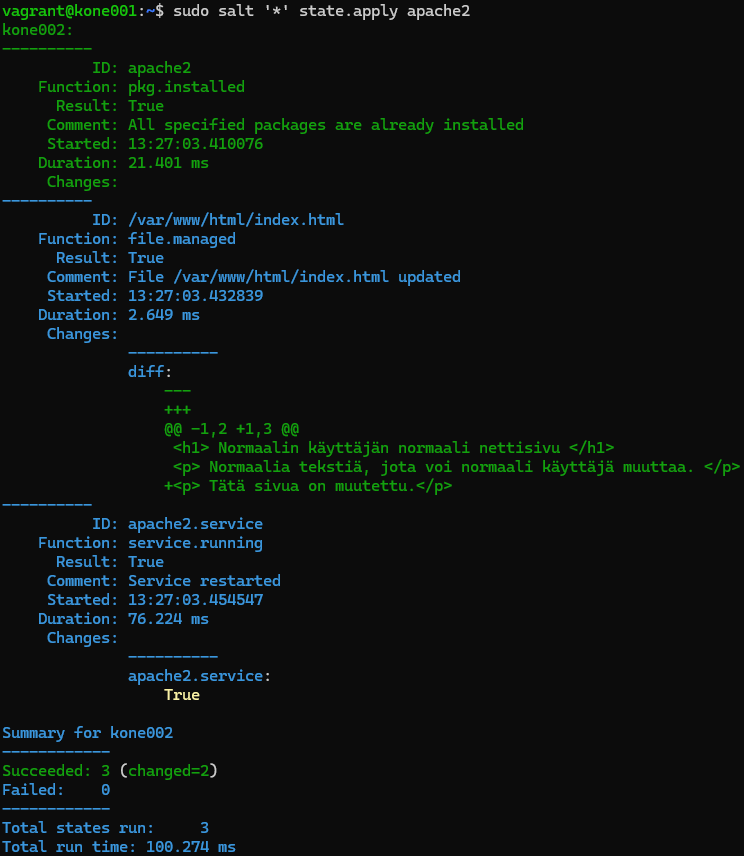 vagrant@kone001:~$ sudo salt '*' state.apply apache2
kone002:
----------
          ID: apache2
    Function: pkg.installed
      Result: True
     Comment: All specified packages are already installed
     Started: 13:27:03.410076
    Duration: 21.401 ms
     Changes:
----------
          ID: /var/www/html/index.html
    Function: file.managed
      Result: True
     Comment: File /var/www/html/index.html updated
     Started: 13:27:03.432839
    Duration: 2.649 ms
     Changes:
              ----------
              diff:
                  ---
                  +++
                  @@ -1,2 +1,3 @@
                   <h1> Normaalin käyttäjän normaali nettisivu </h1>
                   <p> Normaalia tekstiä, jota voi normaali käyttäjä muuttaa. </p>
                  +<p> Tätä sivua on muutettu.</p>
----------
          ID: apache2.service
    Function: service.running
      Result: True
     Comment: Service restarted
     Started: 13:27:03.454547
    Duration: 76.224 ms
     Changes:
              ----------
              apache2.service:
                  True

Summary for kone002
------------
Succeeded: 3 (changed=2)
Failed:    0
------------
Total states run:     3
Total run time: 100.274 ms